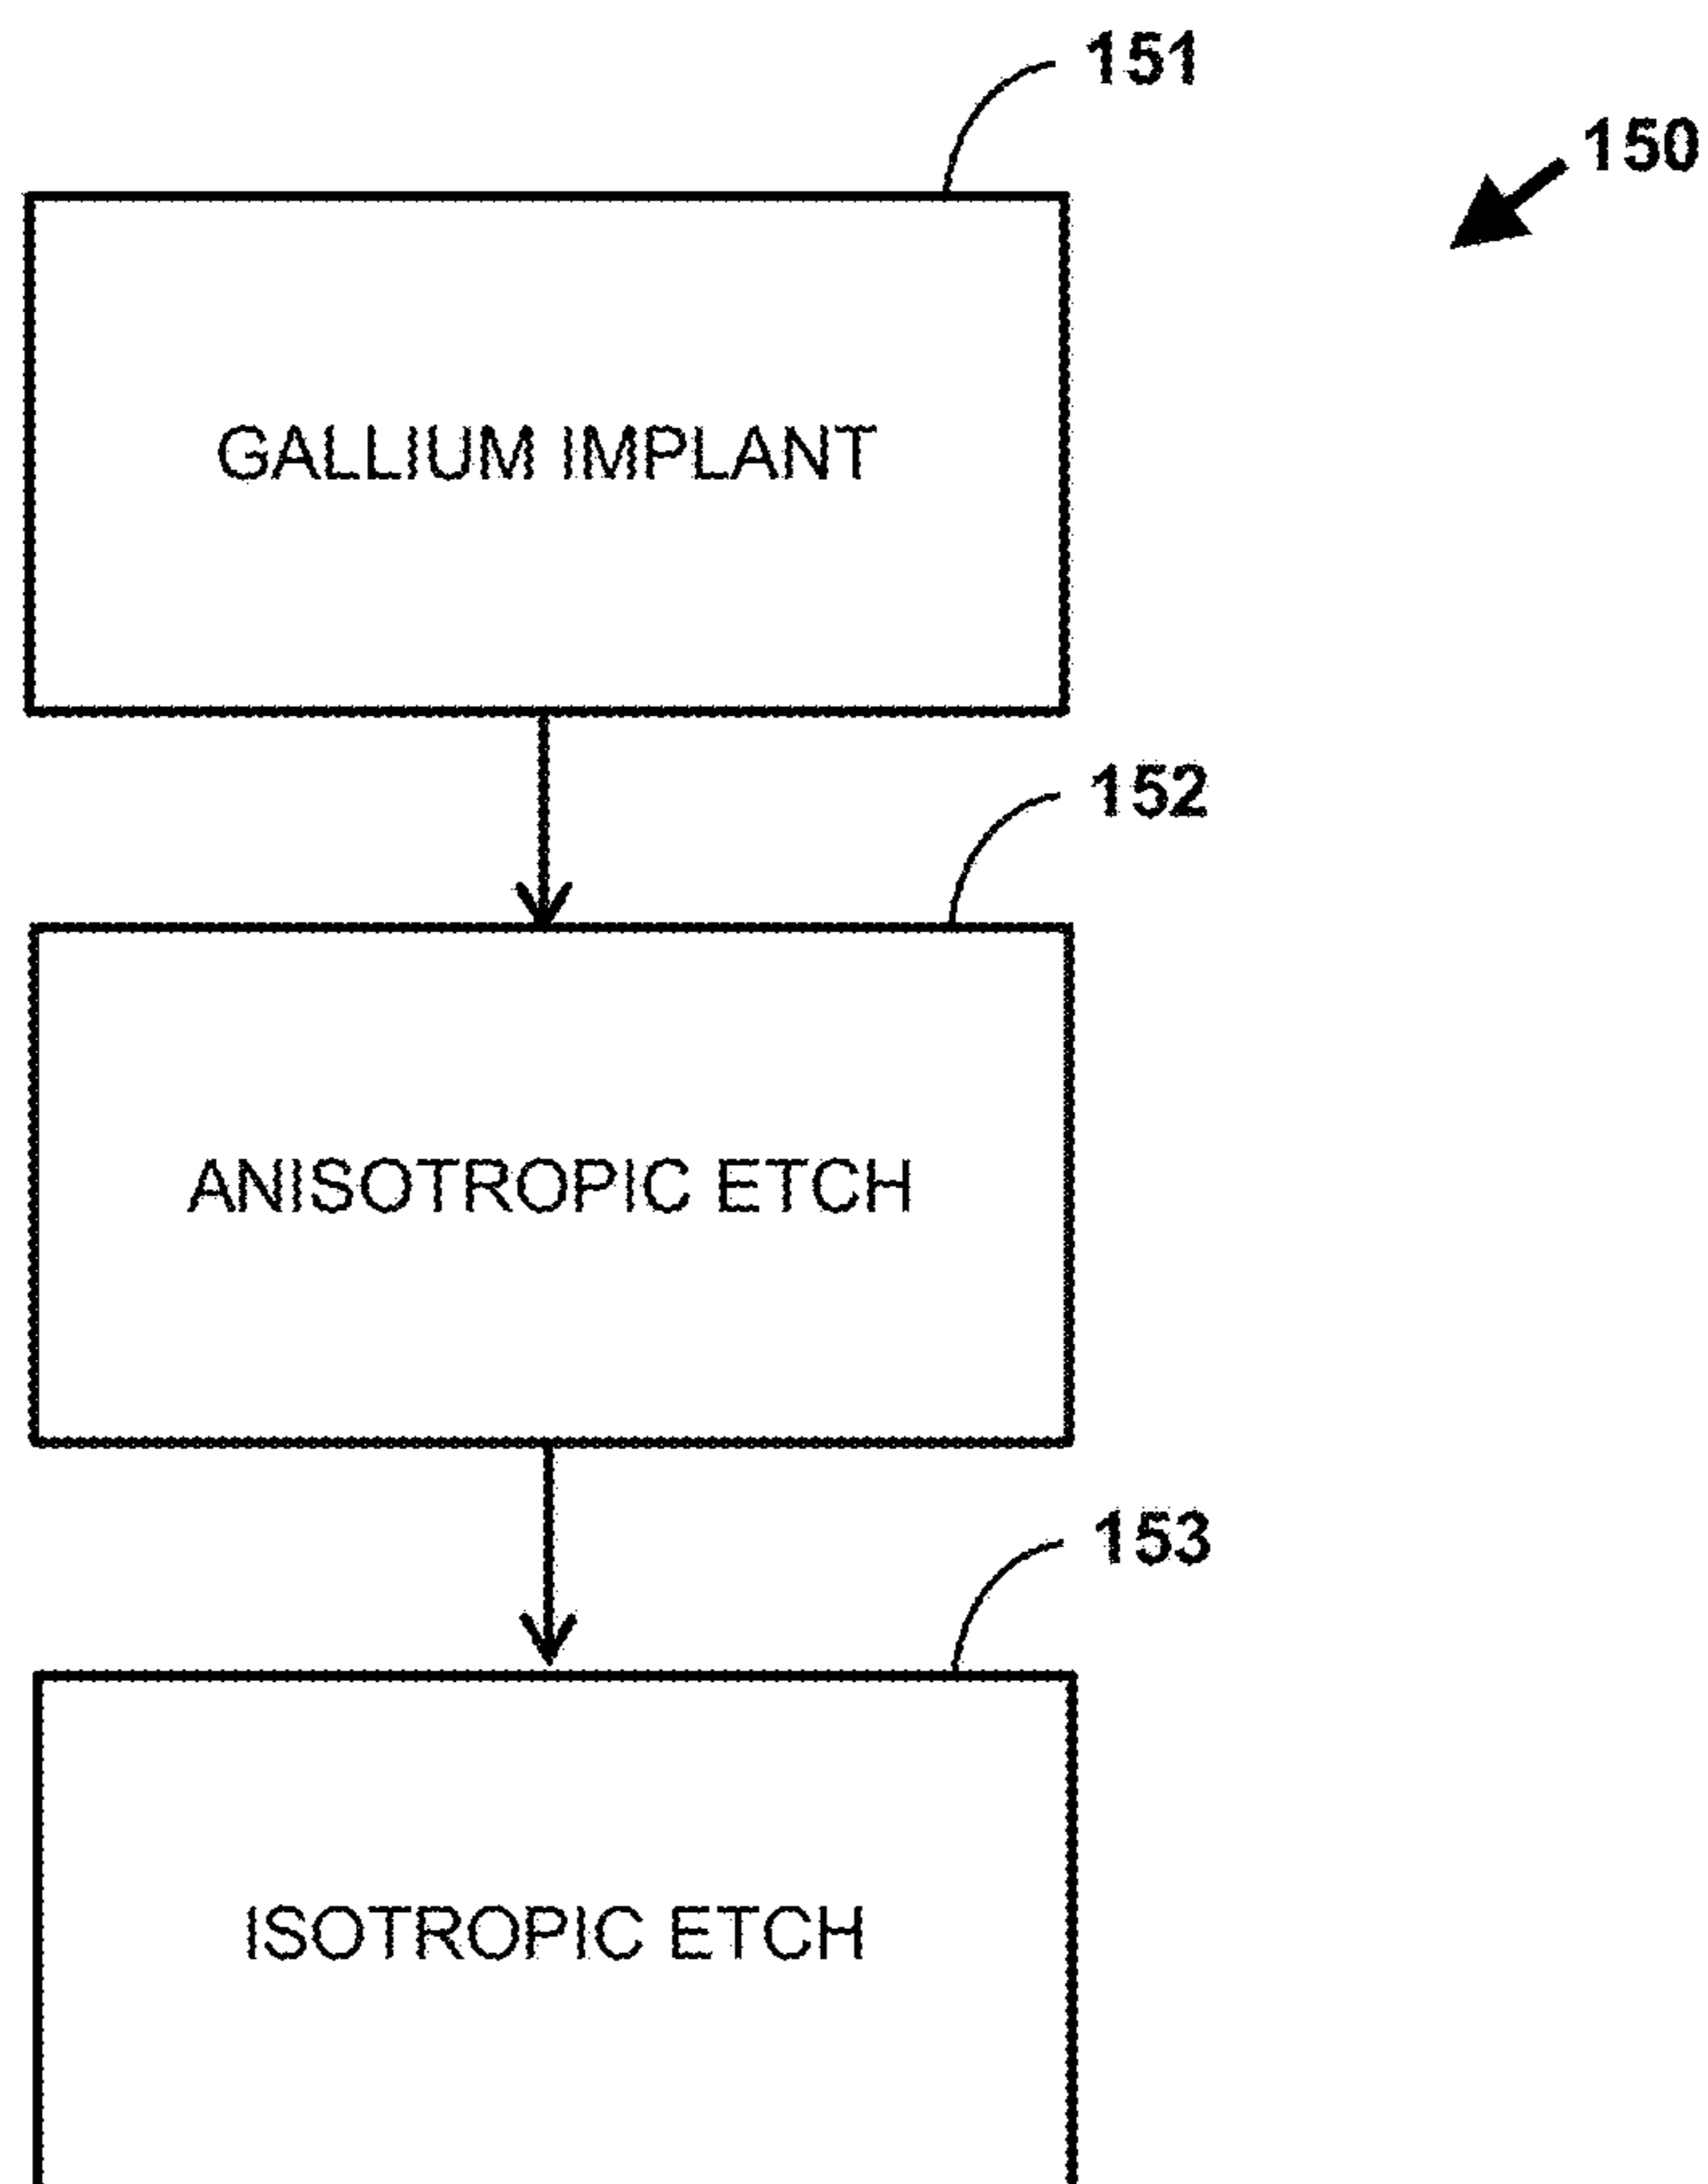 151
150
GALLIUM IMPLANT
152
ANISOTROPIC ETCH
153
ISOTROPIC ETCH